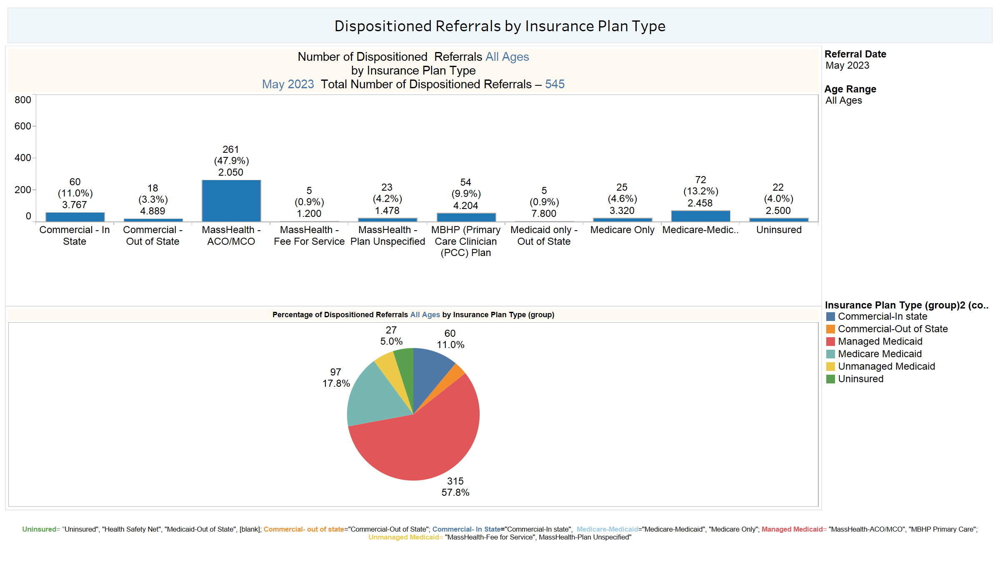 Dispositioned Referrals by Insurance Plan Type
Number of Dispositioned  Referrals All Ages
by Insurance Plan Type
May 2023  Total Number of Dispositioned Referrals – 545
Referral Date
May 2023
Age Range
All Ages
800
600
400
200
0
60
(11.0%)
3.767
18
(3.3%)
4.889
261
(47.9%)
2.050
5
(0.9%)
1.200
23
(4.2%)
1.478
54
(9.9%)
4.204
5
(0.9%)
7.800
25
(4.6%)
3.320
72
(13.2%)
2.458
22
(4.0%)
2.500
Commercial - In
State
Commercial -
Out of State
MassHealth -
ACO/MCO
MassHealth -
Fee For Service
MassHealth -
Plan Unspecified
MBHP (Primary
Care Clinician
(PCC) Plan
Medicaid only -
Out of State
Medicare Only
Medicare-Medic..
Uninsured
Percentage of Dispositioned Referrals All Ages by Insurance Plan Type (group)
27
5.0%
60
11.0%
97
17.8%
315
57.8%
Insurance Plan Type (group)2 (co..
Commercial-In state
Commercial-Out of State
Managed Medicaid
Medicare Medicaid
Unmanaged Medicaid
Uninsured
Uninsured= "Uninsured", "Health Safety Net", "Medicaid-Out of State", [blank]; Commercial- out of state="Commercial-Out of State"; Commercial- In State="Commercial-In state",  Medicare-Medicaid="Medicare-Medicaid", "Medicare Only"; Managed Medicaid= "MassHealth-ACO/MCO", "MBHP Primary Care";
Unmanaged Medicaid= "MassHealth-Fee for Service", MassHealth-Plan Unspecified"